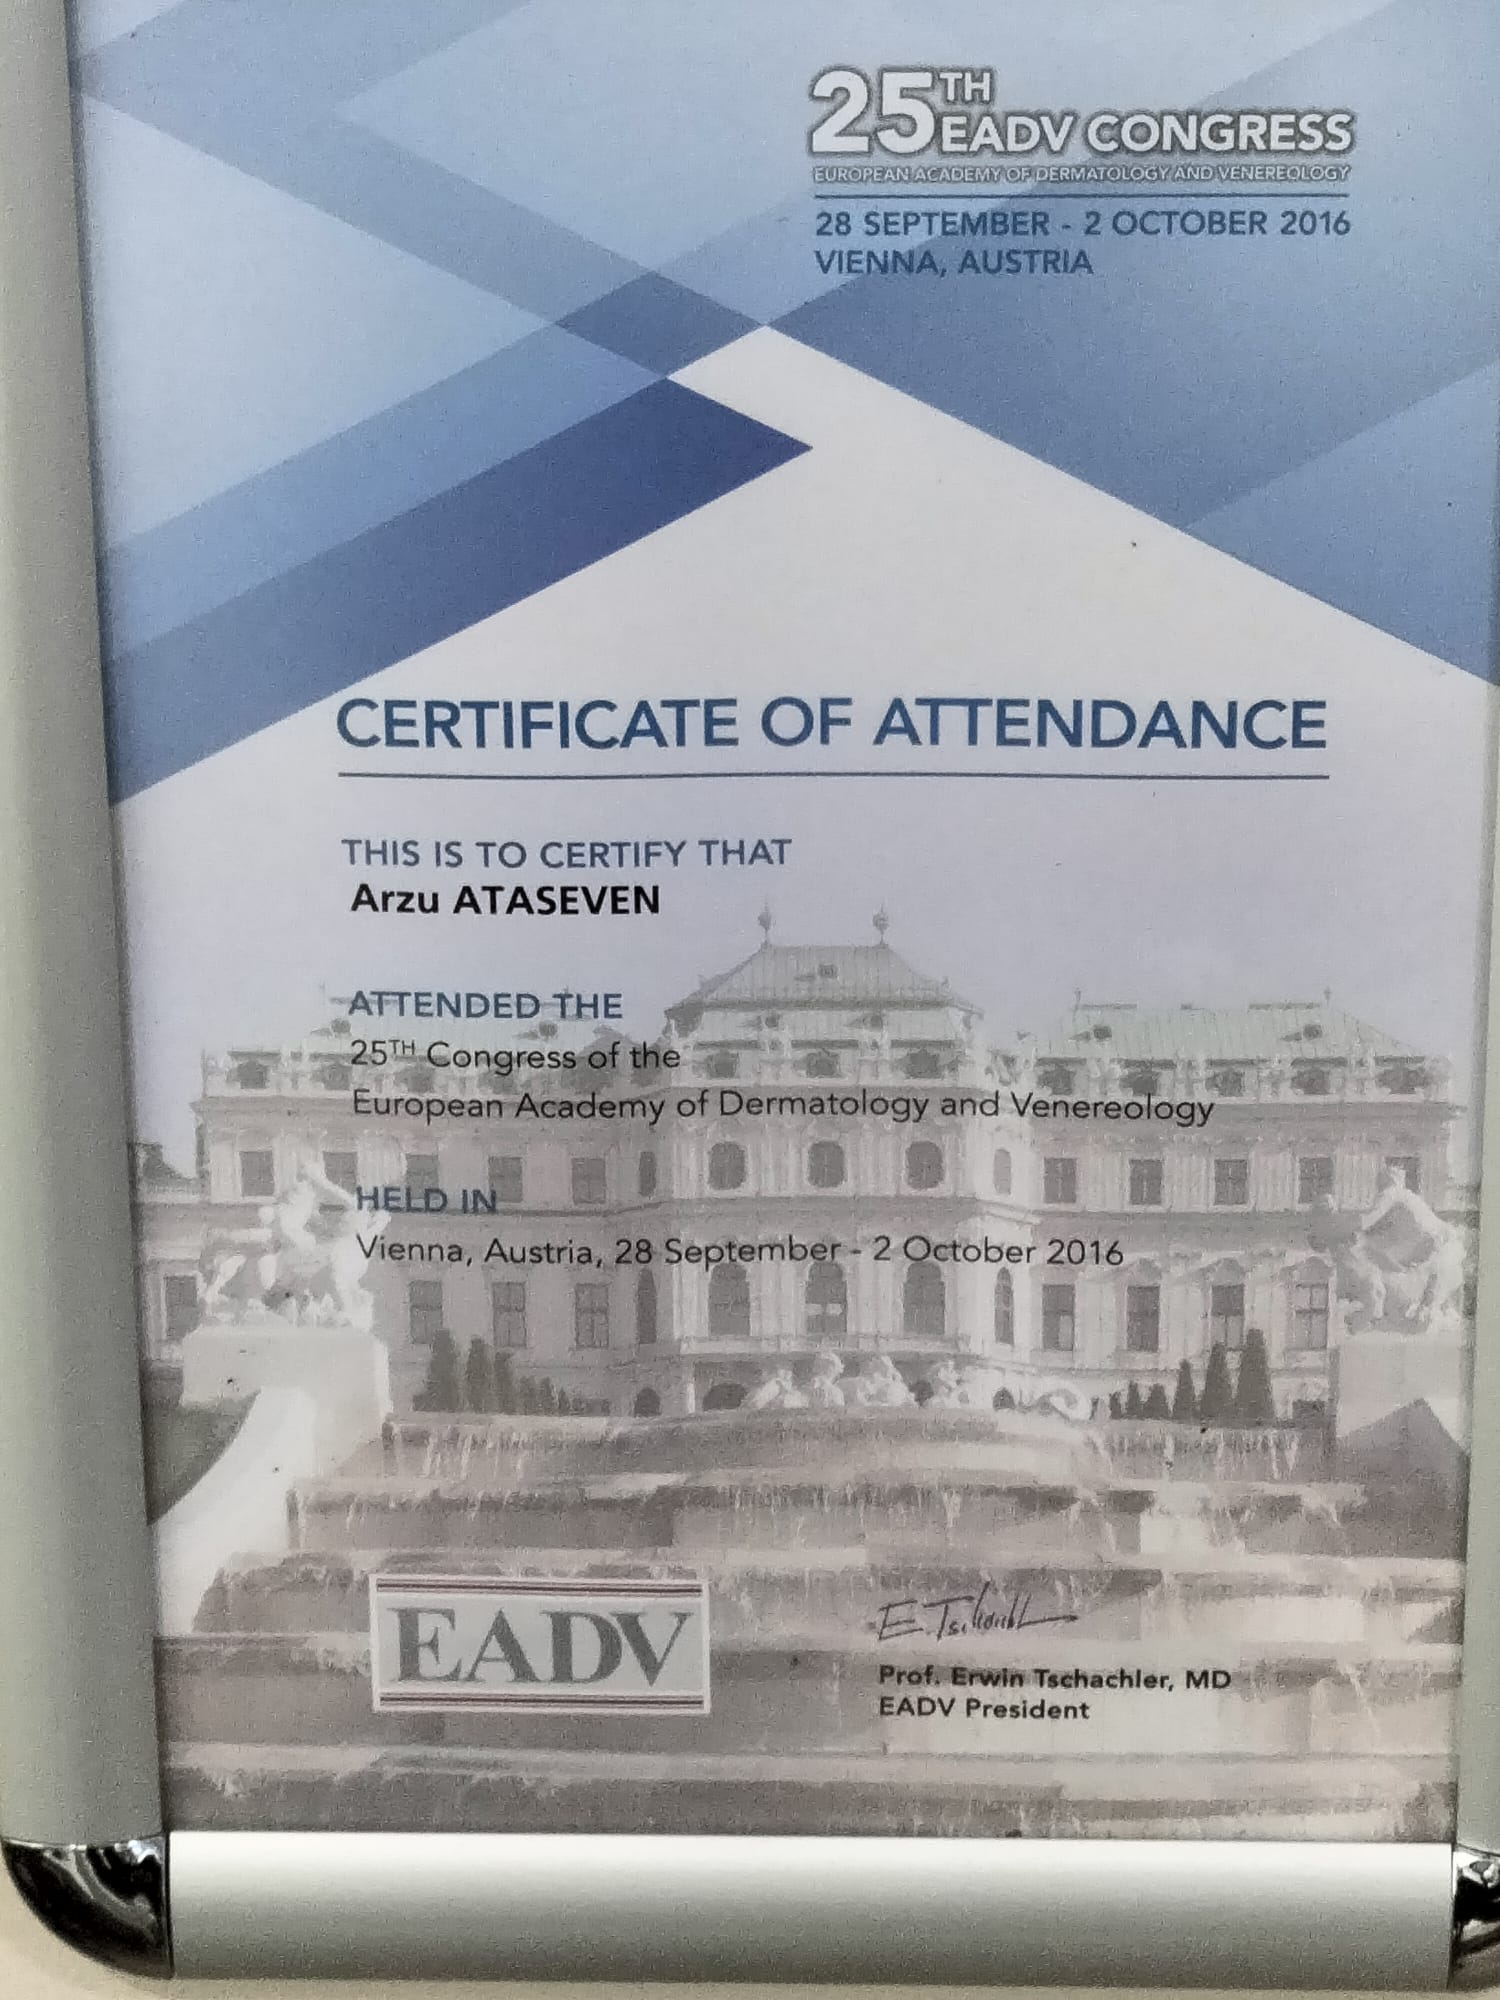 25TH EADV CONGRESS
EUROPEAN ACADEMY OF DERMATOLOGY AND VENEREOLOGY
28 SEPTEMBER - 2 OCTOBER 2016
VIENNA, AUSTRIA
CERTIFICATE OF ATTENDANCE
THIS IS TO CERTIFY THAT
Arzu ATASEVEN
ATTENDED THE
25TH Congress of the
European Academy of Dermatology and Venereology
HELD IN
Vienna, Austria, 28 September - 2 October 2016
EADV
Prof. Erwin Tschachler, MD
EADV President